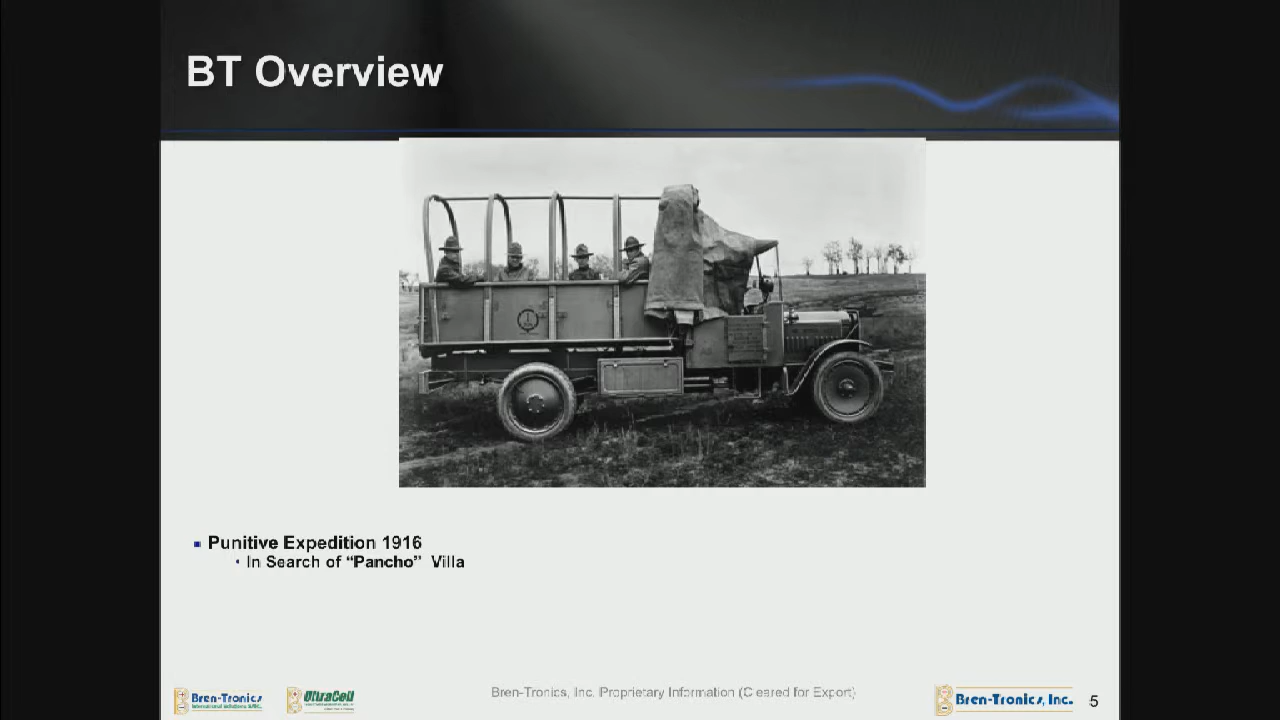 BT Overview
Punitive Expedition 1916
In Search of “Pancho” Villa
Bren-Tronics
UltraCell
Bren-Tronics, Inc. Proprietary Information (C eared for Export)
Bren-Tronics, Inc.
5